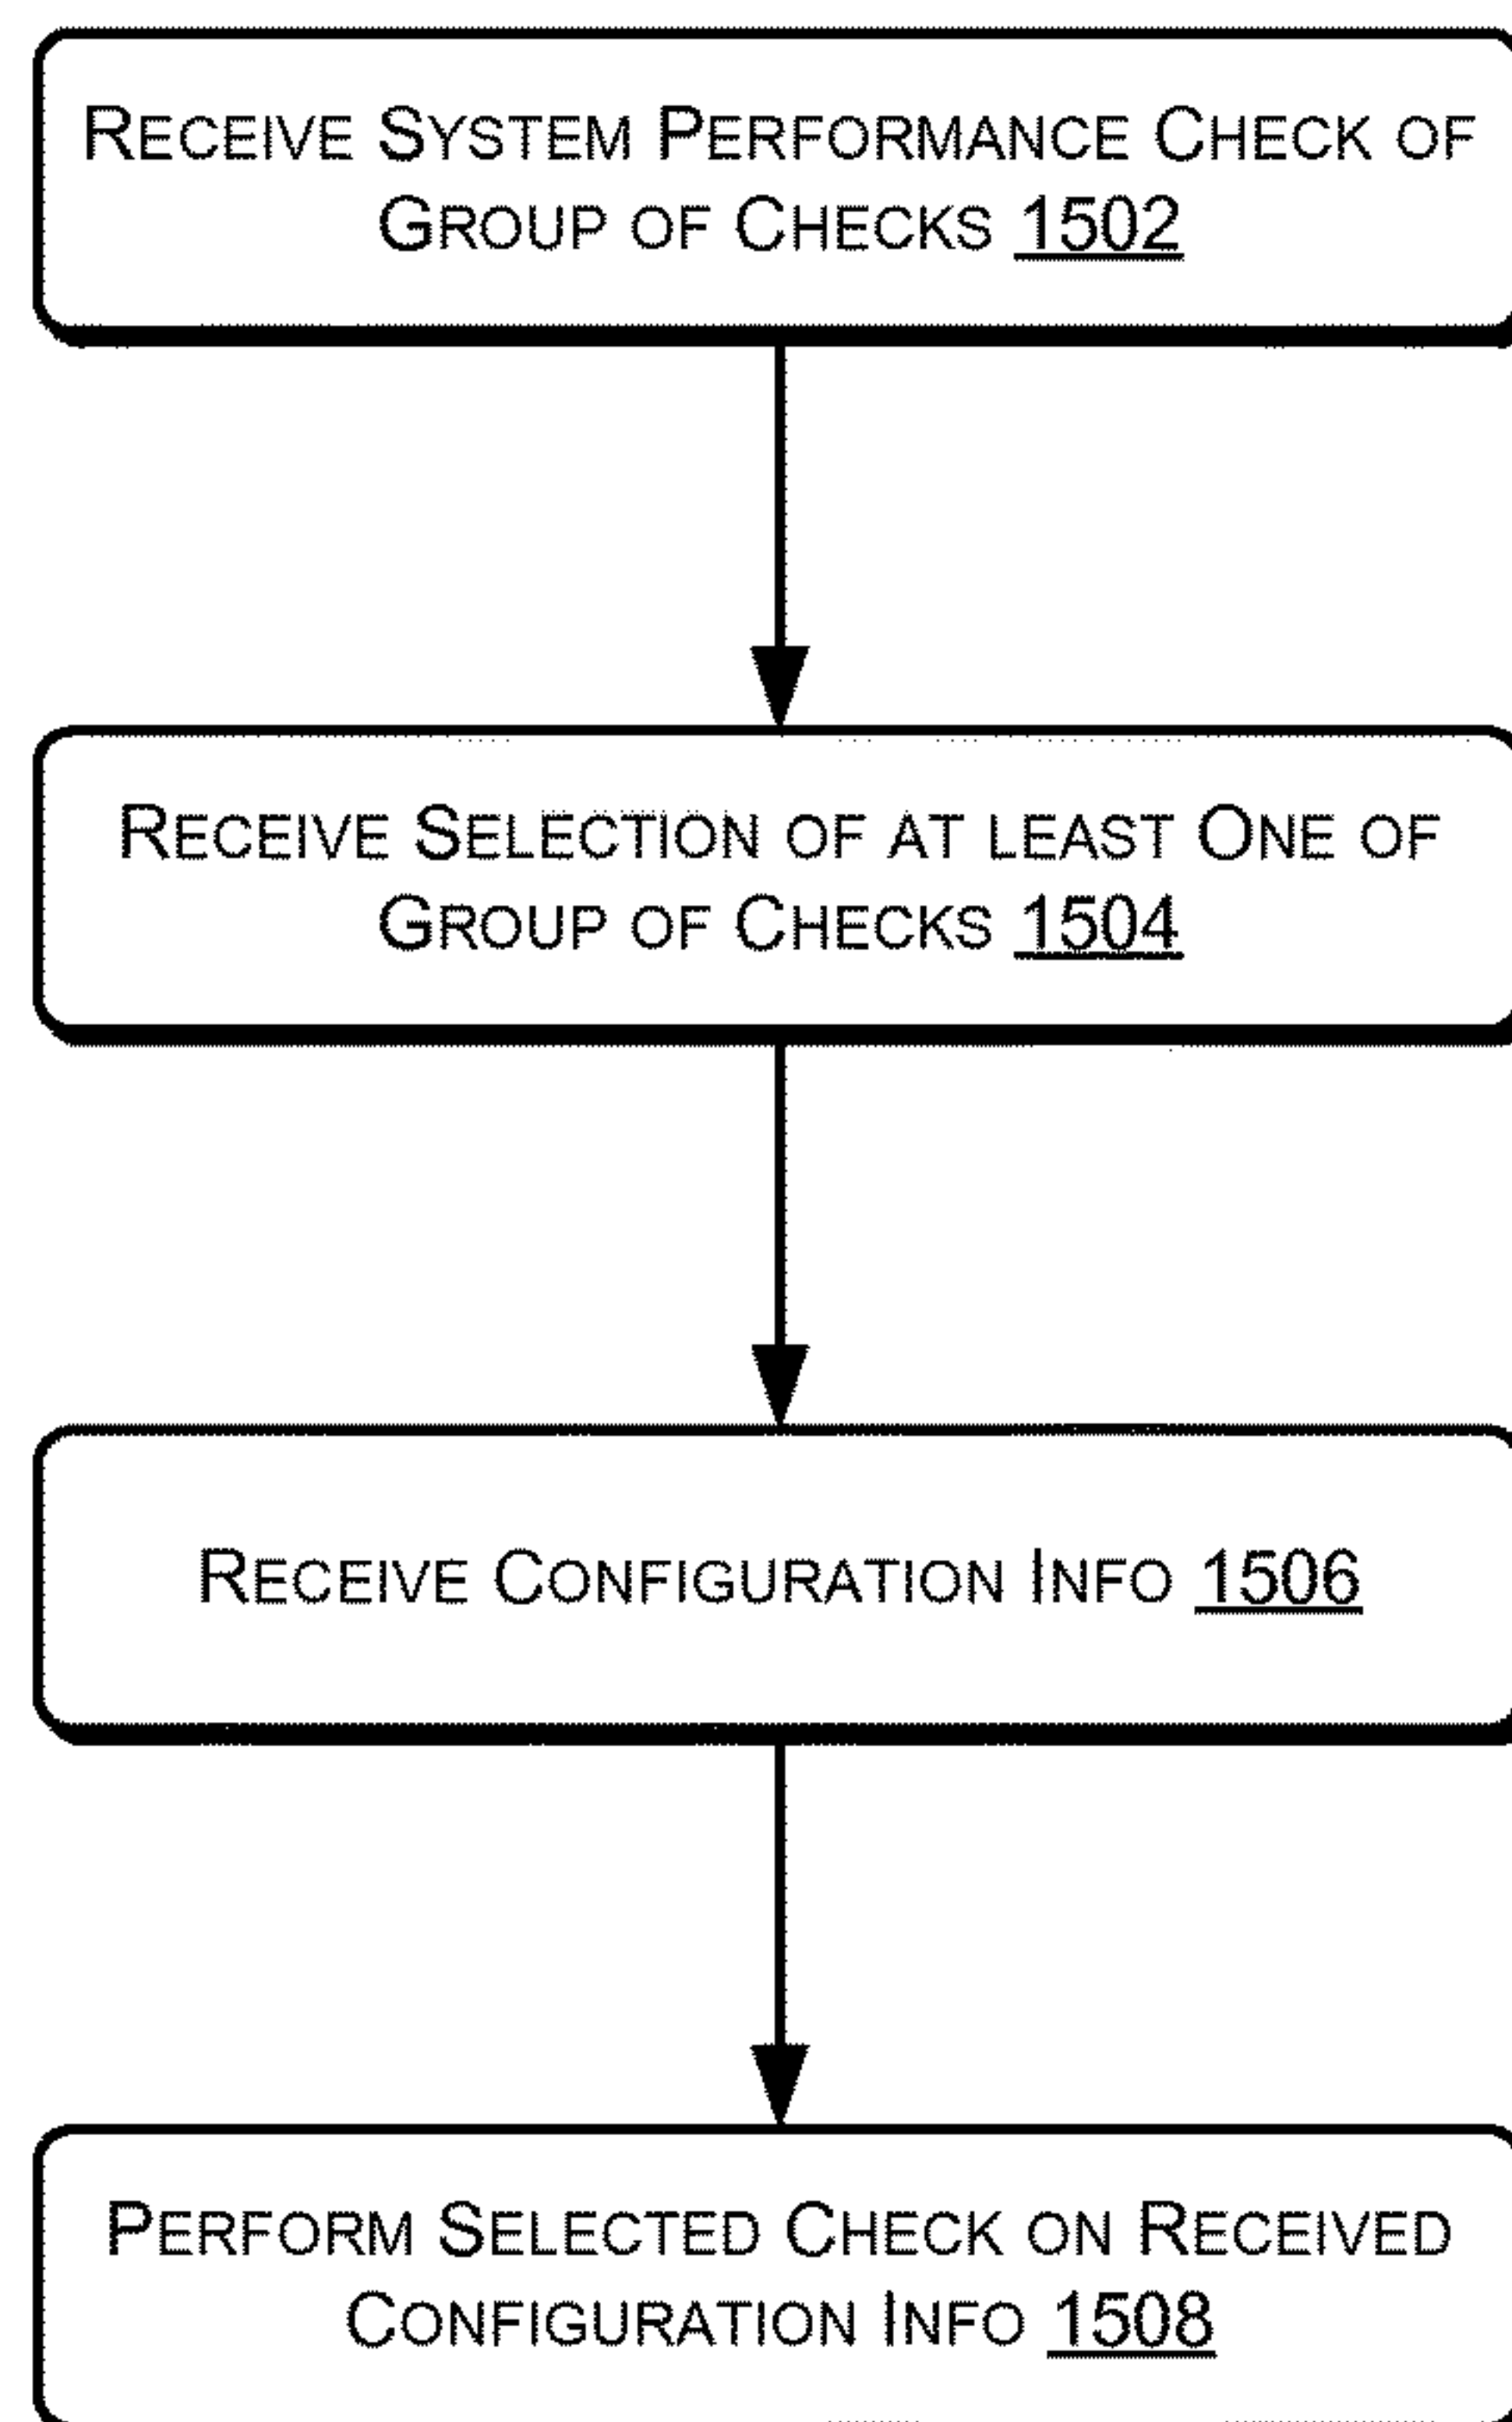 RECEIVE SYSTEM PERFORMANCE CHECK OF
GROUP OF CHECKS 1502
RECEIVE SELECTION OF AT LEAST ONE OF
GROUP OF CHECKS 1504
RECEIVE CONFIGURATION INFO 1506
PERFORM SELECTED CHECK ON RECEIVED
CONFIGURATION INFO 1508